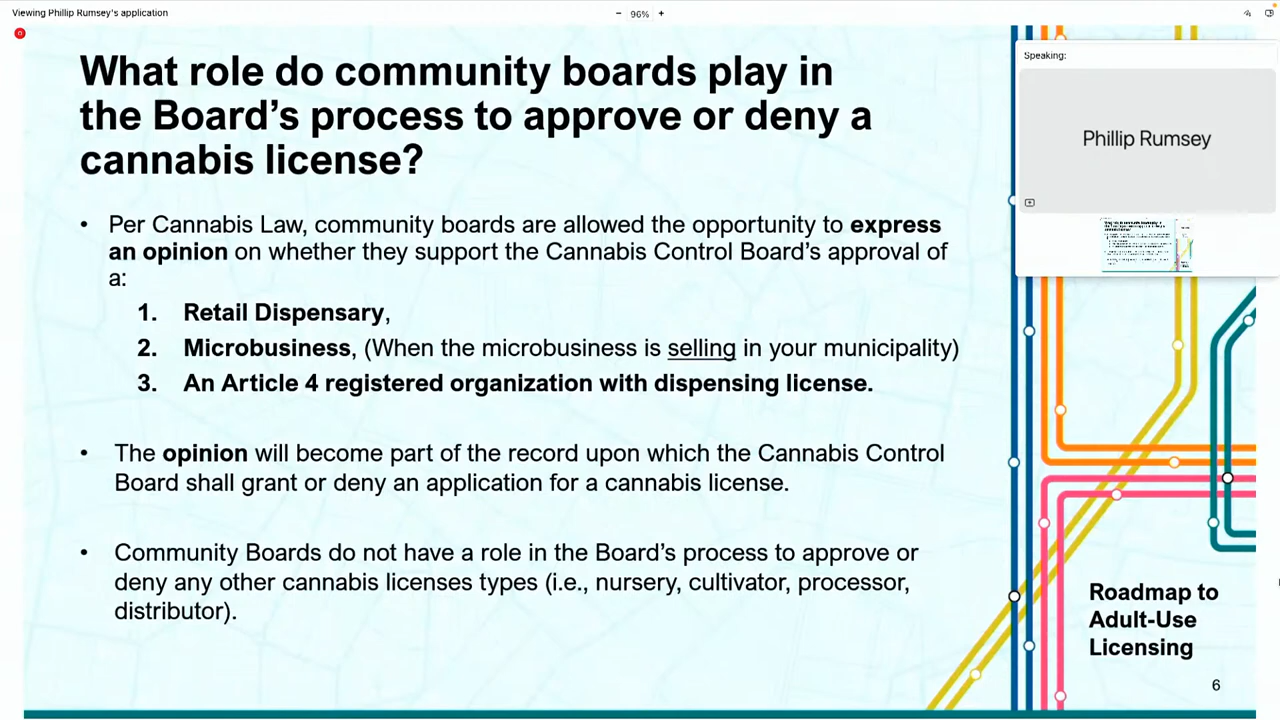 Viewing Phillip Rumsey's application
− 96% +
What role do community boards play in
the Board's process to approve or deny a
cannabis license?
• Per Cannabis Law, community boards are allowed the opportunity to express
an opinion on whether they support the Cannabis Control Board's approval of
a:
1. Retail Dispensary,
2. Microbusiness, (When the microbusiness is selling in your municipality)
3. An Article 4 registered organization with dispensing license.
• The opinion will become part of the record upon which the Cannabis Control
Board shall grant or deny an application for a cannabis license.
• Community Boards do not have a role in the Board's process to approve or
deny any other cannabis licenses types (i.e., nursery, cultivator, processor,
distributor).
Speaking:
Phillip Rumsey
Roadmap to
Adult-Use
Licensing
6